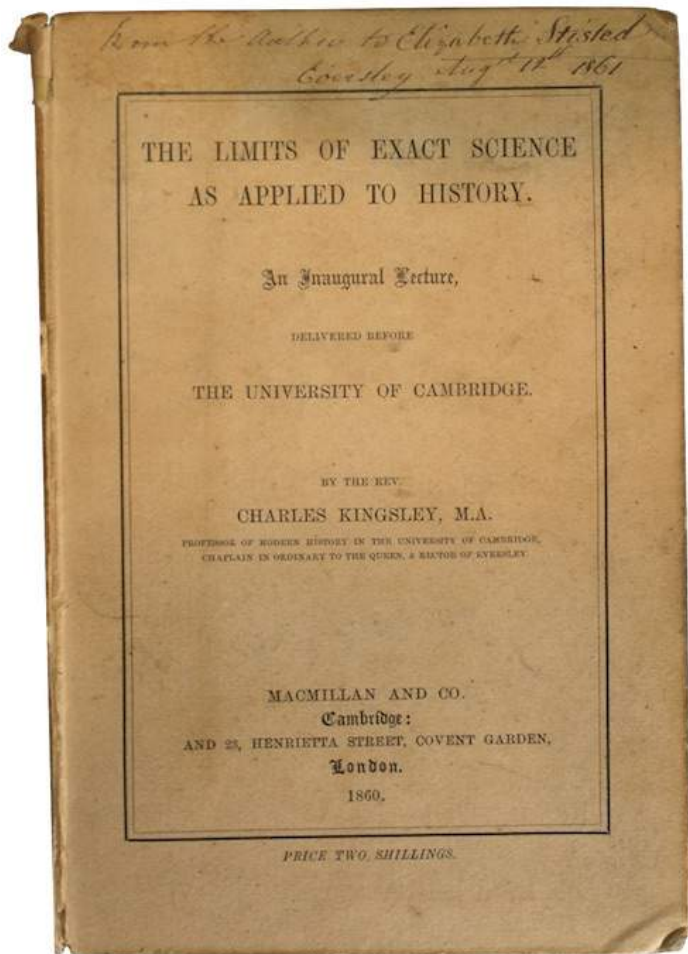 From the Author to Elizabeth Stisted
Eversley Augst 12th 1861
THE LIMITS OF EXACT SCIENCE
AS APPLIED TO HISTORY.
An Inaugural Lecture,
DELIVERED BEFORE
THE UNIVERSITY OF CAMBRIDGE.
BY THE REV.
CHARLES KINGSLEY, M.A.
PROFESSOR OF MODERN HISTORY IN THE UNIVERSITY OF CAMBRIDGE,
CHAPLAIN IN ORDINARY TO THE QUEEN, & RECTOR OF EVERSLEY.
MACMILLAN AND CO.
Cambridge:
AND 23, HENRIETTA STREET, COVENT GARDEN,
London.
1860.
PRICE TWO SHILLINGS.